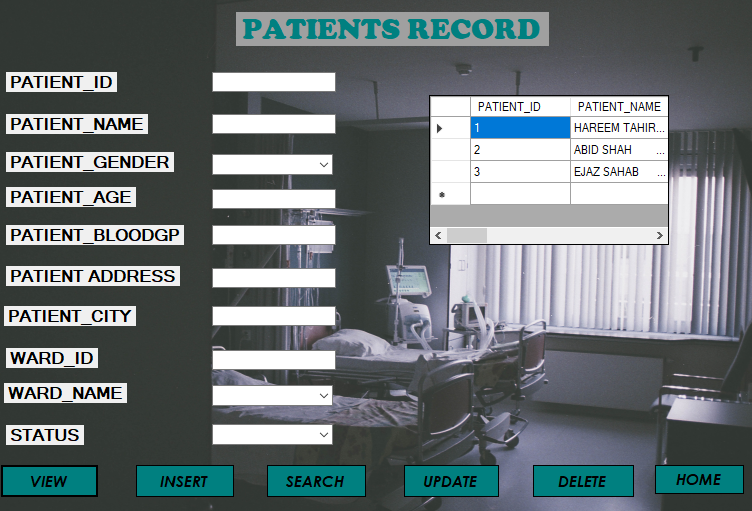 PATIENTS RECORD
PATIENT_ID
PATIENT_NAME
PATIENT_GENDER
PATIENT_AGE
PATIENT_BLOODGP
PATIENT ADDRESS
PATIENT_CITY
WARD_ID
WARD_NAME
STATUS
PATIENT_ID PATIENT_NAME
1 HAREEM TAHIR...
2 ABID SHAH ...
3 EJAZ SAHAB ...
VIEW INSERT SEARCH UPDATE DELETE HOME